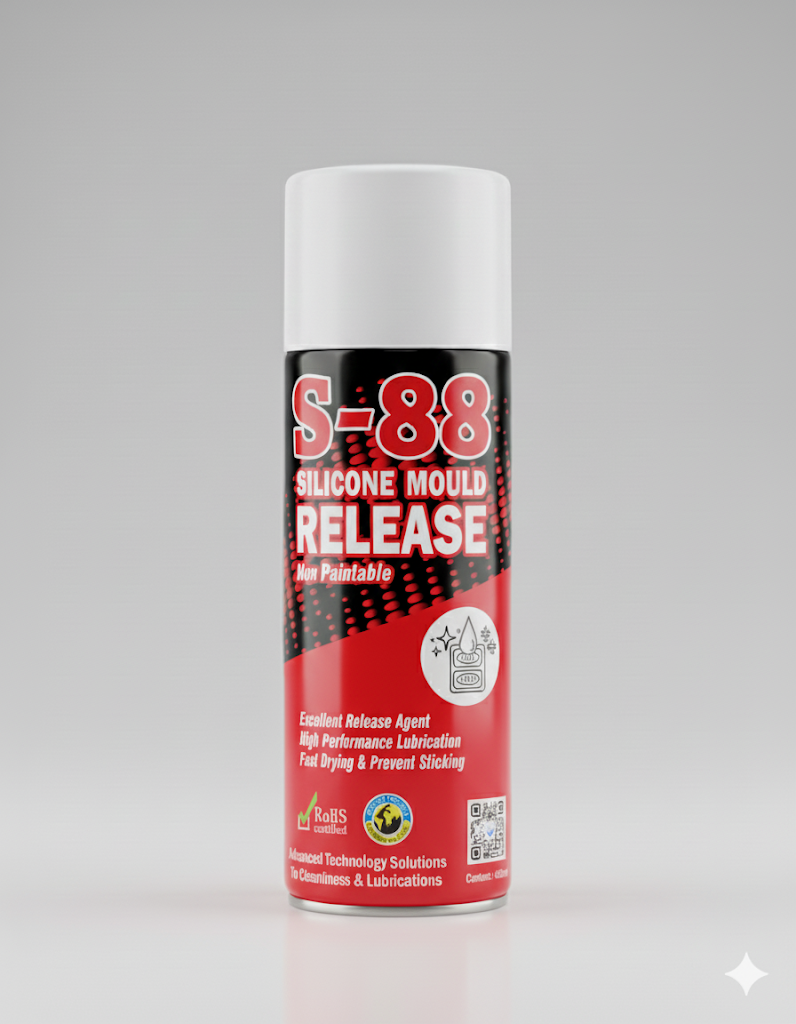 S-88
SILICONE MOULD
RELEASE
Non Paintable
Excellent Release Agent
High Performance Lubrication
Fast Drying & Prevent Sticking
RoHS
certified
Advanced Technology Solutions
To Cleanliness & Lubrications